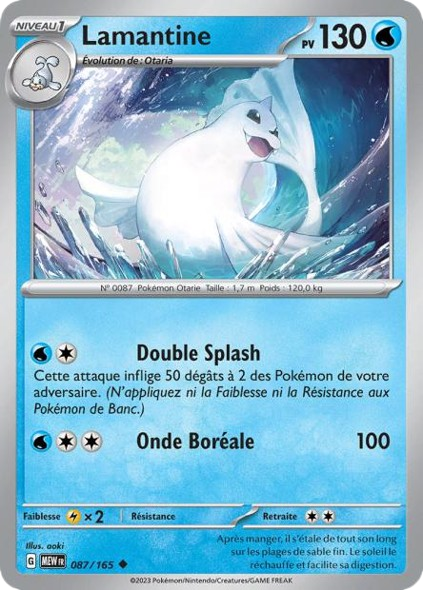 NIVEAU 1
Lamantine
PV 130
Évolution de : Otaria
N° 0087 Pokémon Otarie Taille : 1,7 m Poids : 120,0 kg
Double Splash
Cette attaque inflige 50 dégâts à 2 des Pokémon de votre
adversaire. (N'appliquez ni la Faiblesse ni la Résistance aux
Pokémon de Banc.)
Onde Boréale 100
Faiblesse ×2 Résistance Retraite
Illus. ooki
G MEW FR 087/165
Après manger, il s'étale de tout son long
sur les plages de sable fin. Le soleil le
réchauffe et facilite sa digestion.
©2023 Pokémon/Nintendo/Creatures/GAME FREAK